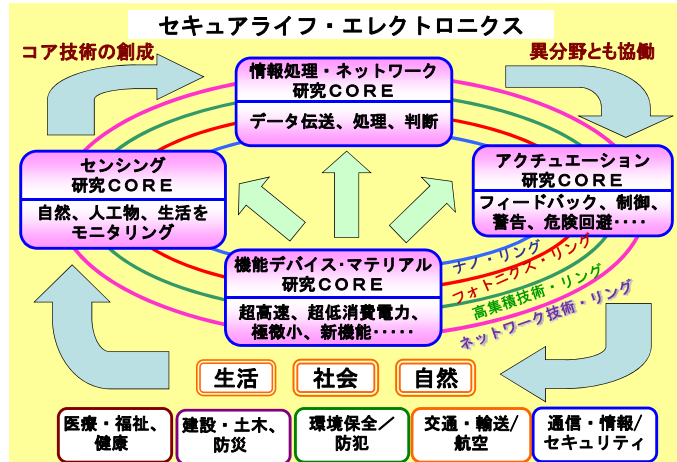 セキュアライフ・エレクトロニクス
コア技術の創成
異分野とも協働
情報処理・ネットワーク
研究ＣＯＲＥ
データ伝送、処理、判断
センシング
研究ＣＯＲＥ
自然、人工物、生活を
モニタリング
アクチュエーション
研究ＣＯＲＥ
フィードバック、制御、
警告、危険回避‥‥
機能デバイス・マテリアル
研究ＣＯＲＥ
超高速、超低消費電力、
極微小、新機能‥‥‥
ナノ・リング
フォトニクス・リング
高集積技術・リング
ネットワーク技術・リング
生活
社会
自然
医療・福祉、
健康
建設・土木、
防災
環境保全／
防犯
交通・輸送/
航空
通信・情報/
セキュリティ